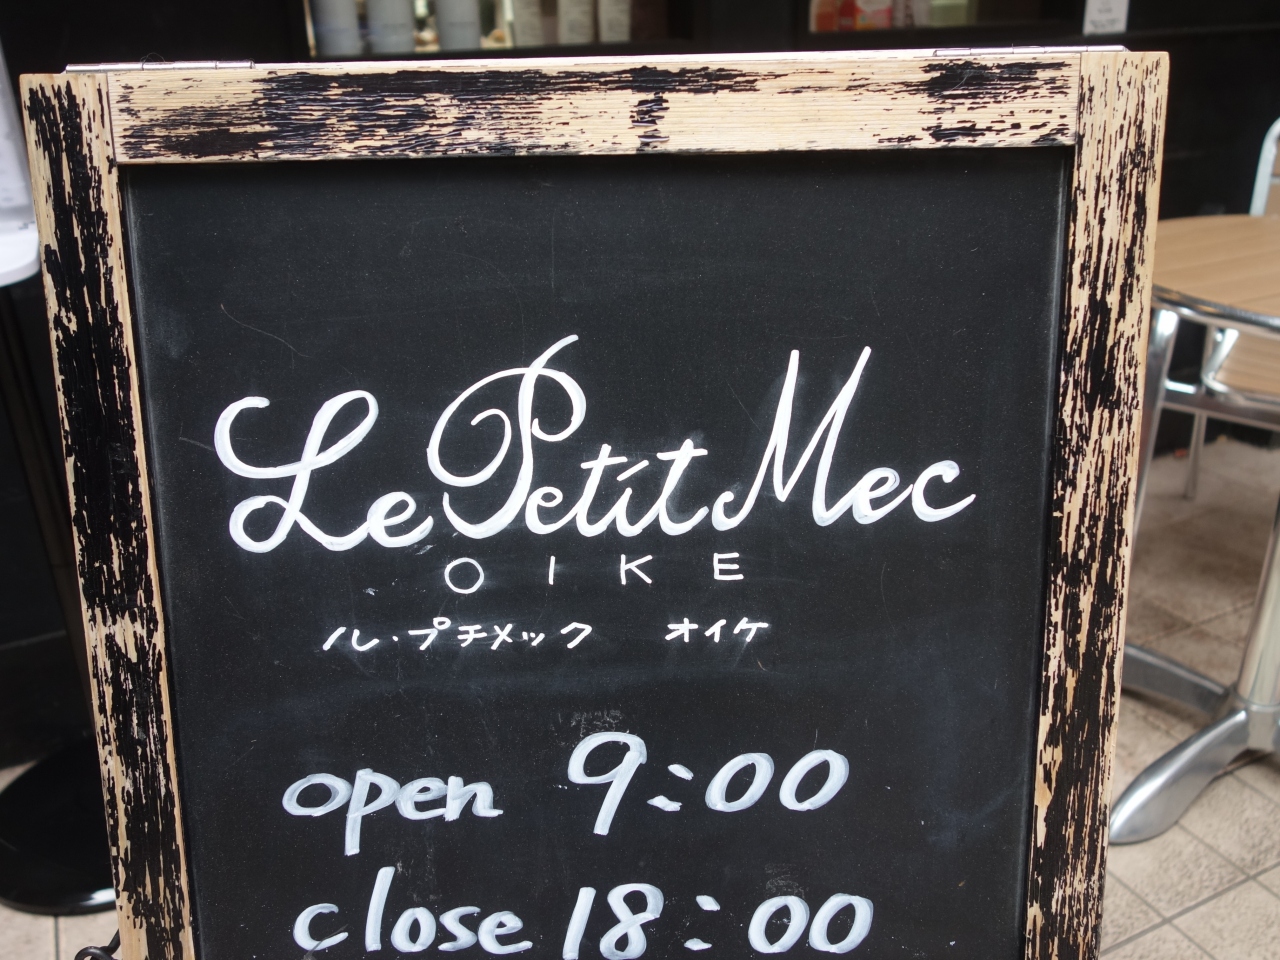 Le Petit Mec
OIKE
ル・プチメック オイケ
open 9:00
close 18:00